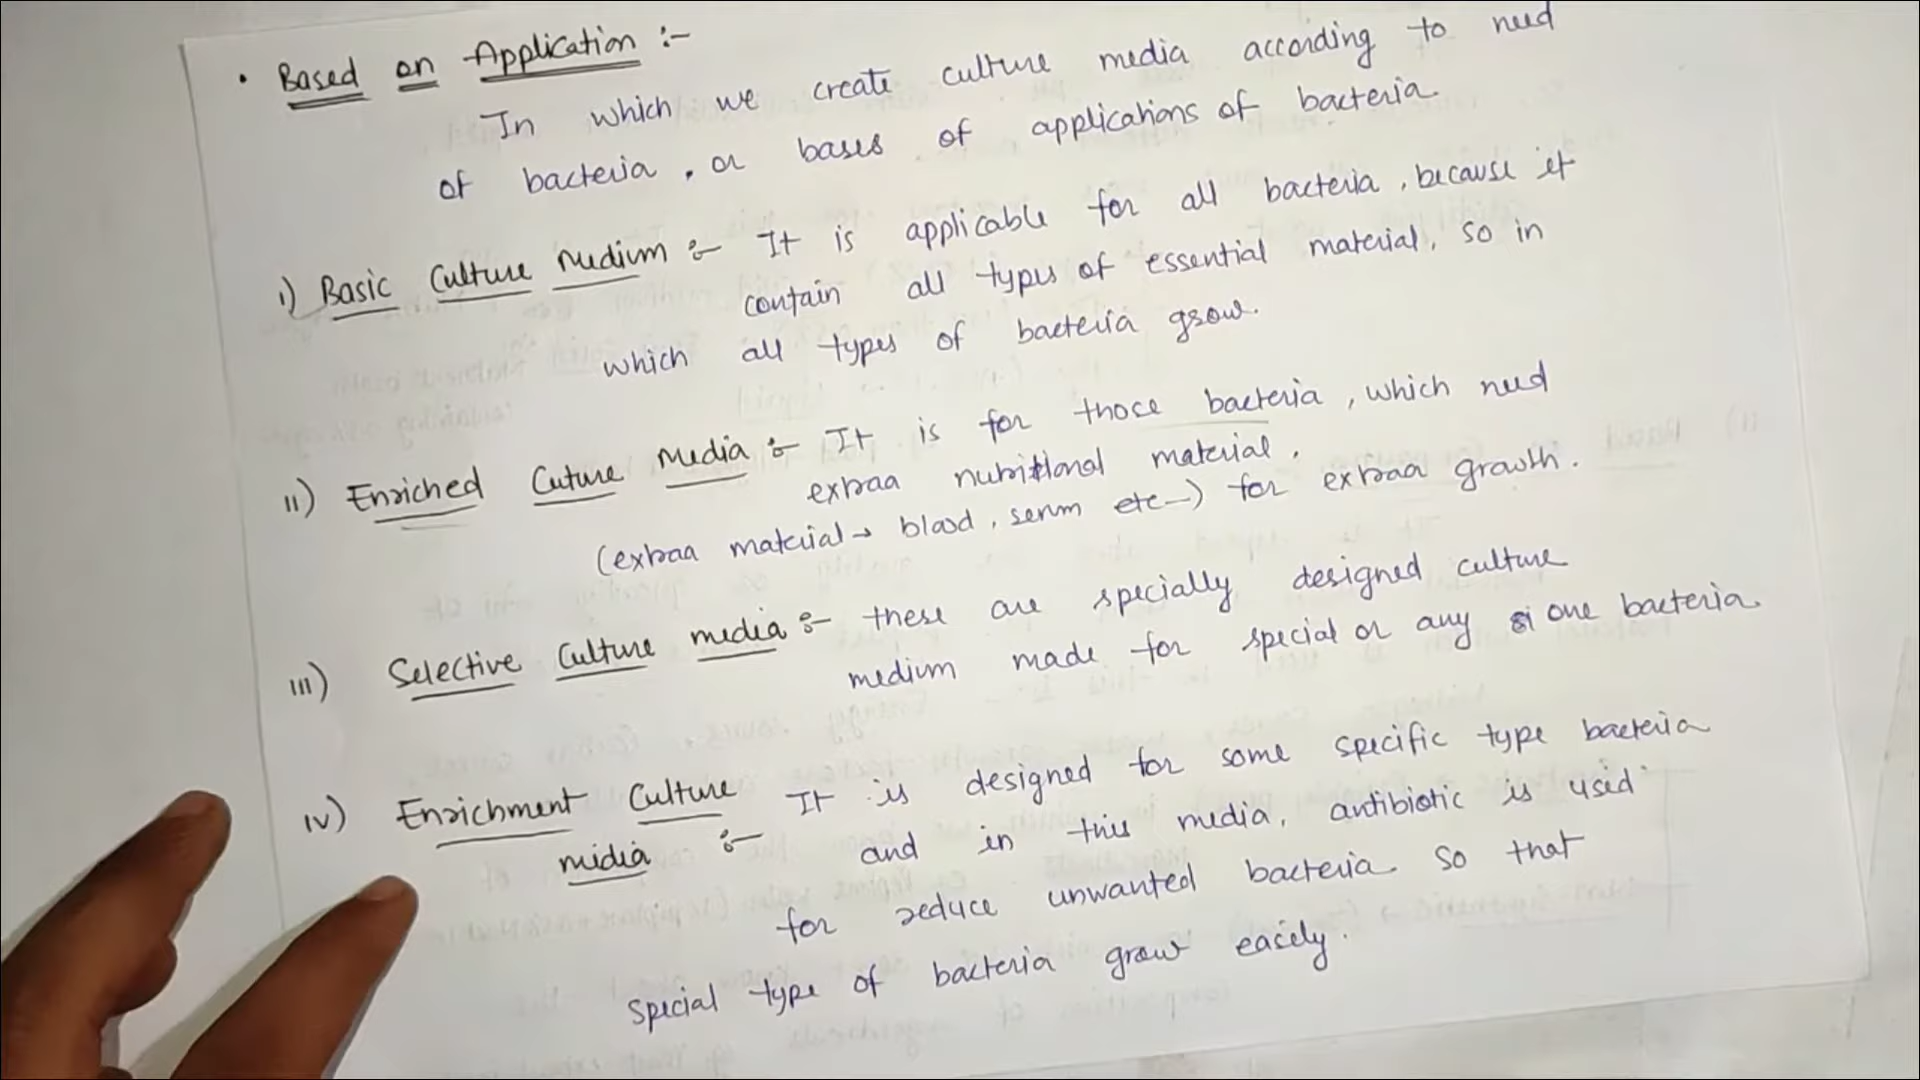 • Based on Application :-
In which we create culture media according to need
of bacteria, or bases of applications of bacteria.
i) Basic Culture Medium :- It is applicable for all bacteria, because it
contain all types of essential material, so in
which all types of bacteria grow.
ii) Enriched Cuture Media :- It is for those bacteria, which need
extraa nutritional material.
(extraa material → blood, serum etc—) for extraa growth.
iii) Selective Culture media :- these are specially designed culture
medium made for special or any one bacteria.
iv) Enrichment Culture It is designed for some specific type bacteria
midia :- and in this media, antibiotic is used
for reduce unwanted bacteria. so that
special type of bacteria grow easily.